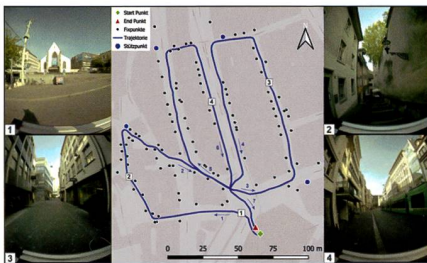 Start Punkt
End Punkt
Fixpunkte
Trajektorie
Stützpunkt
N
4
3
2
1
1
2
3
4
0 25 50 75 100 m